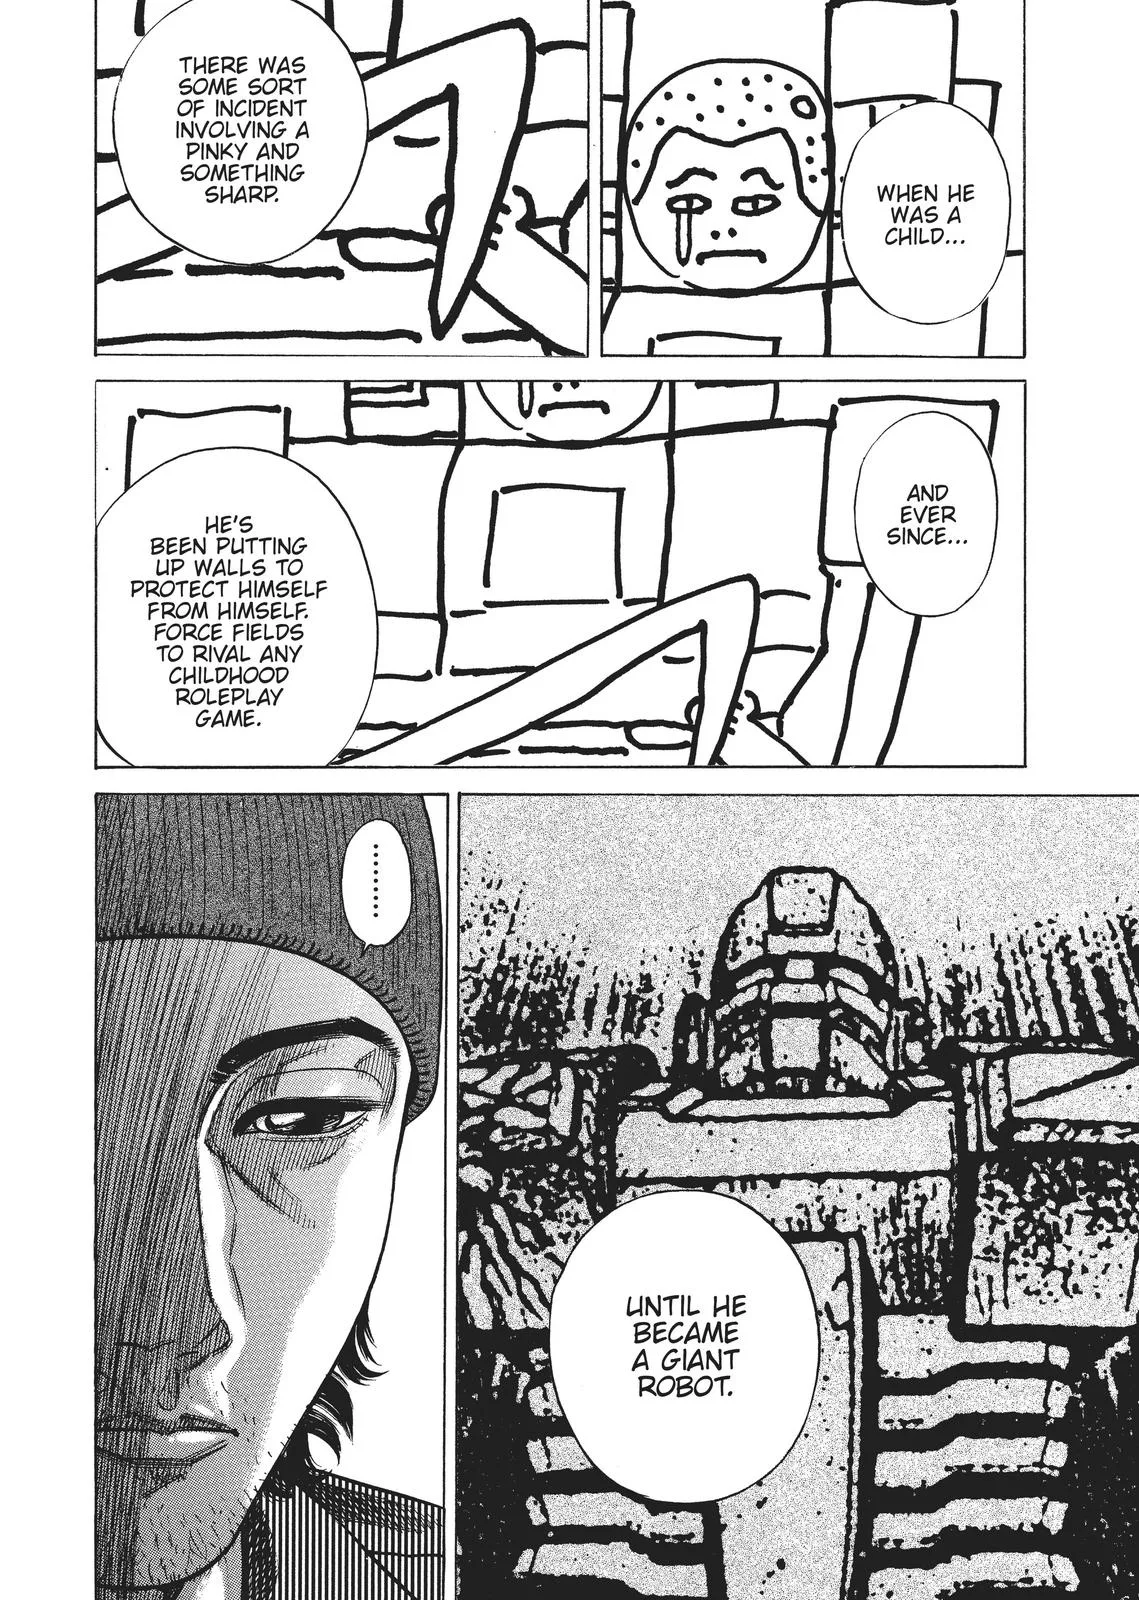 WHEN HE
WAS A
CHILD...
THERE WAS
SOME SORT
OF INCIDENT
INVOLVING A
PINKY AND
SOMETHING
SHARP.
AND
EVER
SINCE...
HE'S
BEEN PUTTING
UP WALLS TO
PROTECT HIMSELF
FROM HIMSELF.
FORCE FIELDS
TO RIVAL ANY
CHILDHOOD
ROLEPLAY
GAME.
UNTIL HE
BECAME
A GIANT
ROBOT.
.........